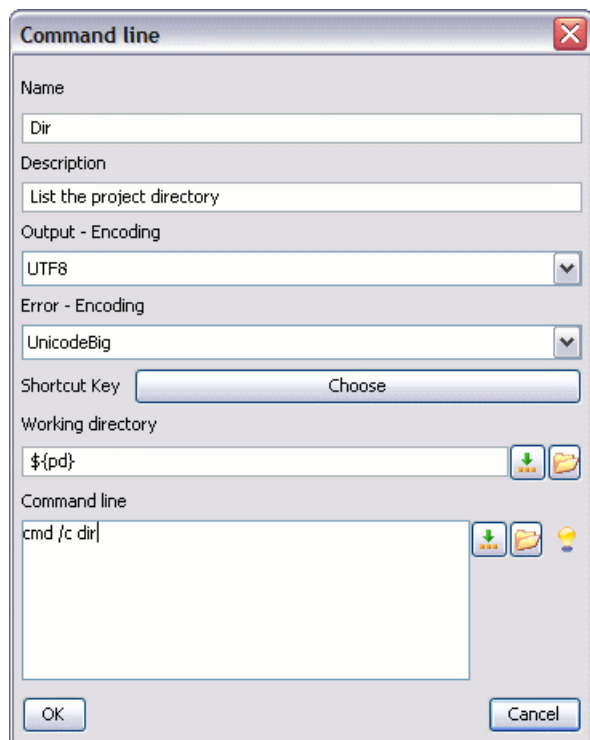 Command line
Name
Dir
Description
List the project directory
Output - Encoding
UTF8
Error - Encoding
UnicodeBig
Shortcut Key Choose
Working directory
${pd}
Command line
cmd /c dir
OK Cancel